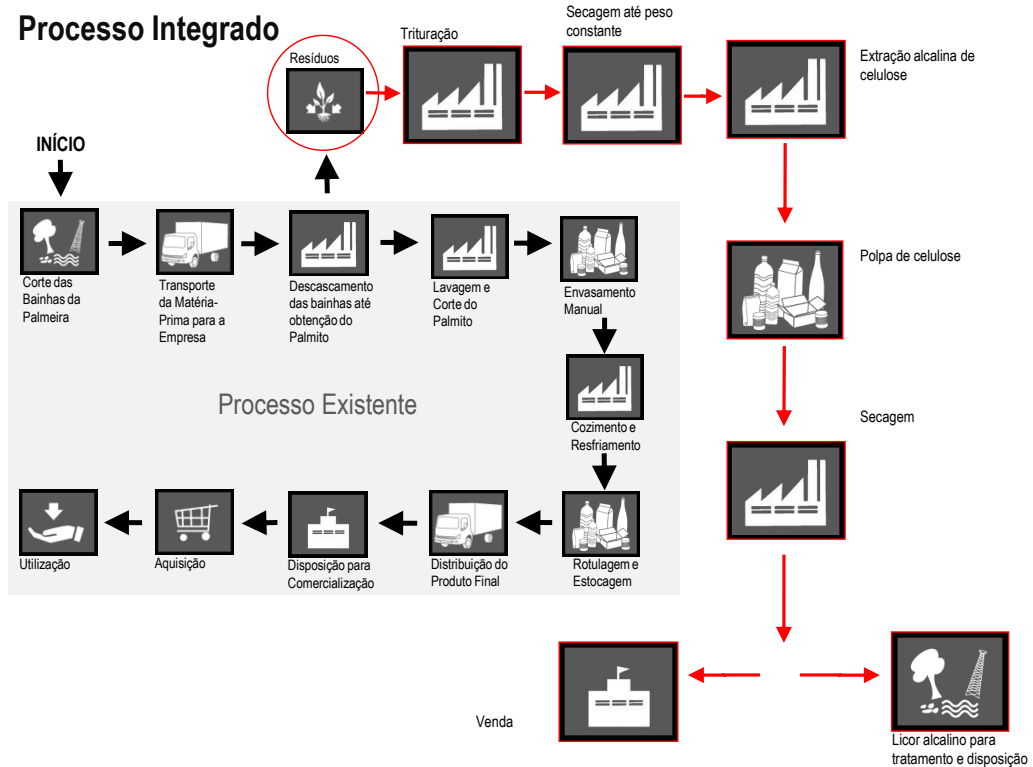 Processo Integrado
Resíduos
Trituração
Secagem até peso
constante
Extração alcalina de
celulose
INÍCIO
Corte das
Bainhas da
Palmeira
Transporte
da Matéria-
Prima para a
Empresa
Descascamento
das bainhas até
obtenção do
Palmito
Lavagem e
Corte do
Palmito
Envasamento
Manual
Polpa de celulose
Processo Existente
Cozimento e
Resfriamento
Secagem
Utilização
Aquisição
Disposição para
Comercialização
Distribuição do
Produto Final
Rotulagem e
Estocagem
Venda
Licor alcalino para
tratamento e disposição